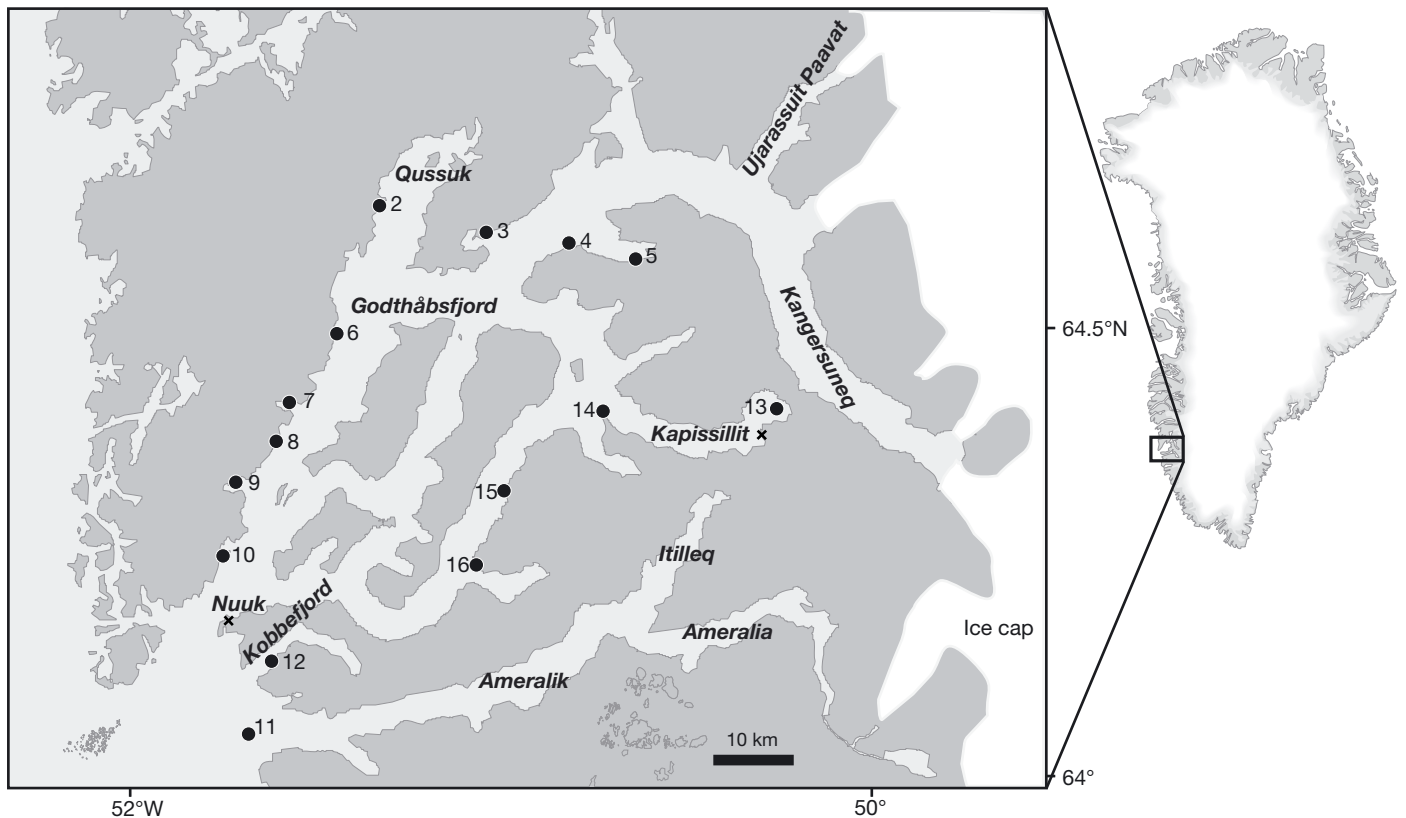 Ujarassuit Paavat
Qussuk
2
3
4
5
Godthåbsfjord
6
Kangersuneq
64.5°N
7
14
13
8
Kapissillit
9
15
10
Itilleq
16
Nuuk
Kobbefjord
Ameralia
Ice cap
12
Ameralik
11
10 km
64°
52°W
50°